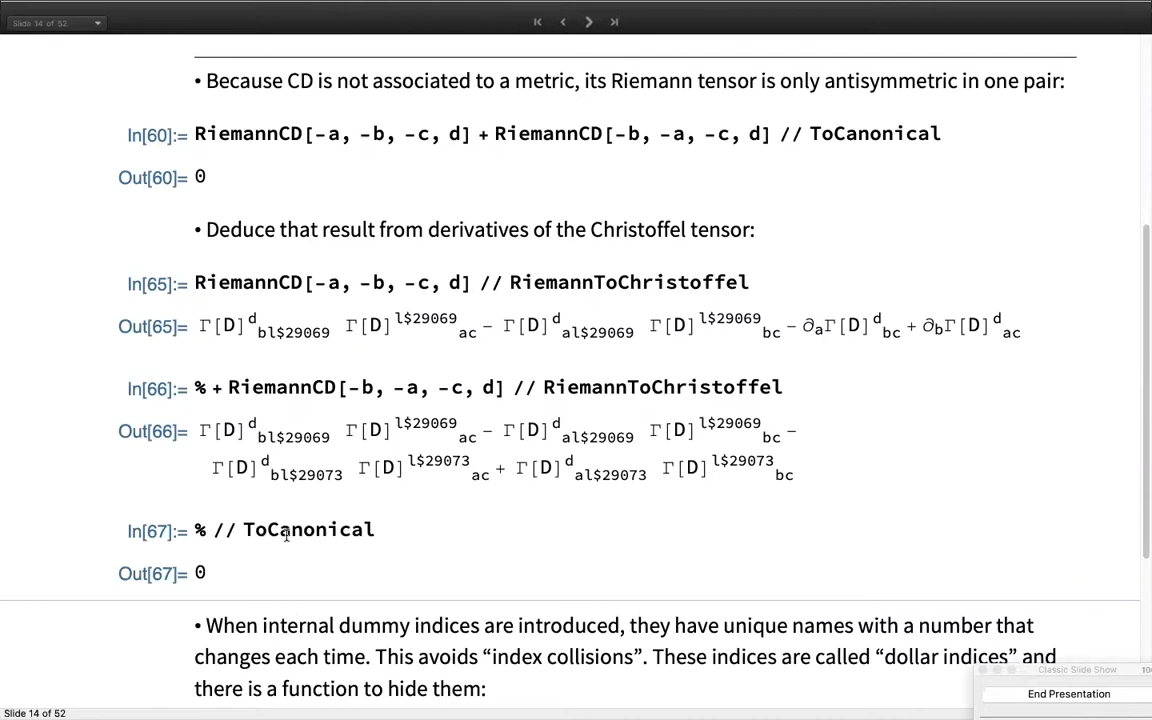 Slide 14 of 52
• Because CD is not associated to a metric, its Riemann tensor is only antisymmetric in one pair:
In[60]:= RiemannCD[-a, -b, -c, d] + RiemannCD[-b, -a, -c, d] // ToCanonical
Out[60]= 0
• Deduce that result from derivatives of the Christoffel tensor:
In[65]:= RiemannCD[-a, -b, -c, d] // RiemannToChristoffel
Out[65]= Γ[D]^d_bl$29069 Γ[D]^l$29069_ac - Γ[D]^d_al$29069 Γ[D]^l$29069_bc - ∂aΓ[D]^d_bc + ∂bΓ[D]^d_ac
In[66]:= % + RiemannCD[-b, -a, -c, d] // RiemannToChristoffel
Out[66]= Γ[D]^d_bl$29069 Γ[D]^l$29069_ac - Γ[D]^d_al$29069 Γ[D]^l$29069_bc -
Γ[D]^d_bl$29073 Γ[D]^l$29073_ac + Γ[D]^d_al$29073 Γ[D]^l$29073_bc
In[67]:= % // ToCanonical
Out[67]= 0
• When internal dummy indices are introduced, they have unique names with a number that
changes each time. This avoids “index collisions”. These indices are called “dollar indices” and
there is a function to hide them:
Classic Slide Show
End Presentation
Slide 14 of 52